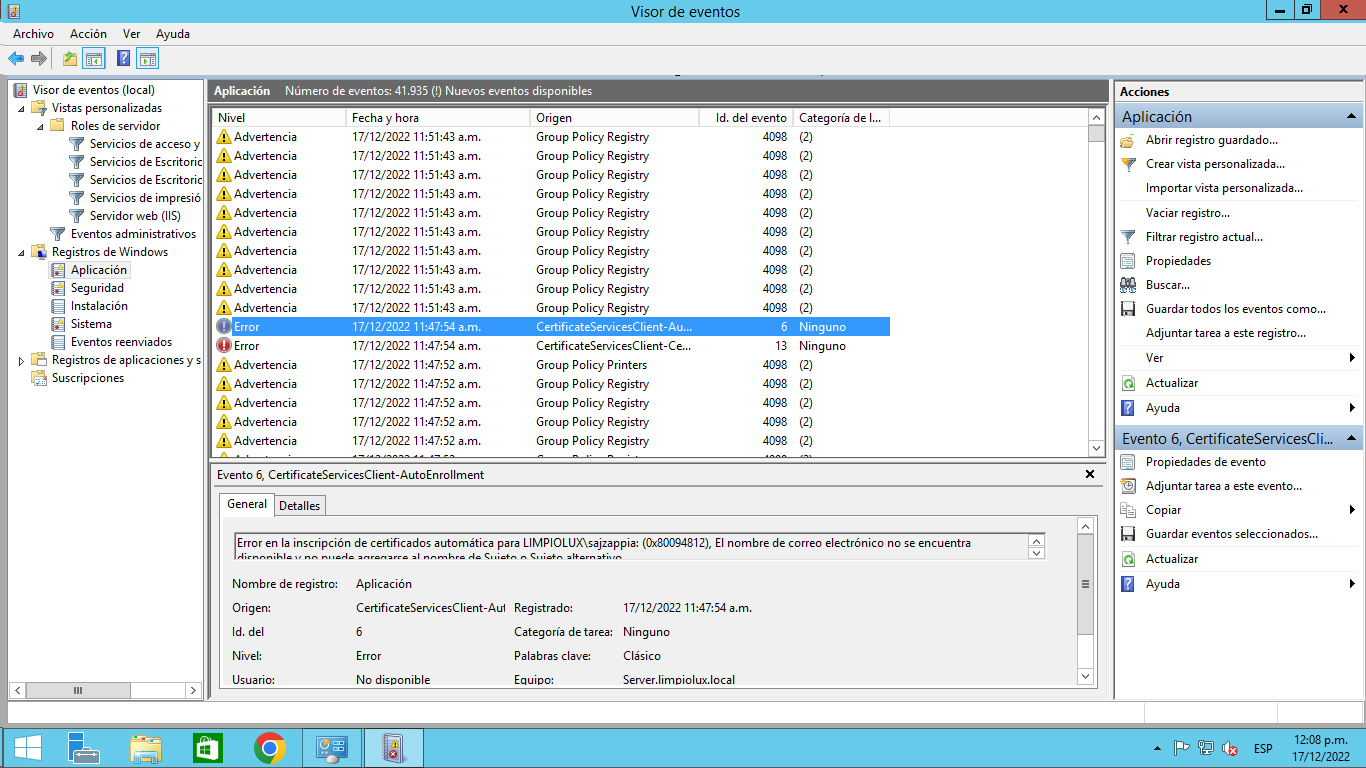 Visor de eventos
Archivo Acción Ver Ayuda
Visor de eventos (local)
Vistas personalizadas
Roles de servidor
Servicios de acceso y
Servicios de Escritoric
Servicios de Escritoric
Servicios de impresió
Servidor web (IIS)
Eventos administrativos
Registros de Windows
Aplicación
Seguridad
Instalación
Sistema
Eventos reenviados
Registros de aplicaciones y s
Suscripciones
Aplicación Número de eventos: 41.935 (!) Nuevos eventos disponibles
Nivel Fecha y hora Origen Id. del evento Categoría de l...
Advertencia 17/12/2022 11:51:43 a.m. Group Policy Registry 4098 (2)
Advertencia 17/12/2022 11:51:43 a.m. Group Policy Registry 4098 (2)
Advertencia 17/12/2022 11:51:43 a.m. Group Policy Registry 4098 (2)
Advertencia 17/12/2022 11:51:43 a.m. Group Policy Registry 4098 (2)
Advertencia 17/12/2022 11:51:43 a.m. Group Policy Registry 4098 (2)
Advertencia 17/12/2022 11:51:43 a.m. Group Policy Registry 4098 (2)
Advertencia 17/12/2022 11:51:43 a.m. Group Policy Registry 4098 (2)
Advertencia 17/12/2022 11:51:43 a.m. Group Policy Registry 4098 (2)
Advertencia 17/12/2022 11:51:43 a.m. Group Policy Registry 4098 (2)
Advertencia 17/12/2022 11:51:43 a.m. Group Policy Registry 4098 (2)
Error 17/12/2022 11:47:54 a.m. CertificateServicesClient-Au... 6 Ninguno
Error 17/12/2022 11:47:54 a.m. CertificateServicesClient-Ce... 13 Ninguno
Advertencia 17/12/2022 11:47:52 a.m. Group Policy Printers 4098 (2)
Advertencia 17/12/2022 11:47:52 a.m. Group Policy Registry 4098 (2)
Advertencia 17/12/2022 11:47:52 a.m. Group Policy Registry 4098 (2)
Advertencia 17/12/2022 11:47:52 a.m. Group Policy Registry 4098 (2)
Advertencia 17/12/2022 11:47:52 a.m. Group Policy Registry 4098 (2)
Evento 6, CertificateServicesClient-AutoEnrollment
General Detalles
Error en la inscripción de certificados automática para LIMPIOLUX\sajzappia: (0x80094812), El nombre de correo electrónico no se encuentra
disponible y no puede agregarse al nombre de Sujeto o Sujeto alternativo
Nombre de registro: Aplicación
Origen: CertificateServicesClient-Aut Registrado: 17/12/2022 11:47:54 a.m.
Id. del 6 Categoría de tarea: Ninguno
Nivel: Error Palabras clave: Clásico
Usuario: No disponible Equipo: Server.limpiolux.local
Acciones
Aplicación
Abrir registro guardado...
Crear vista personalizada...
Importar vista personalizada...
Vaciar registro...
Filtrar registro actual...
Propiedades
Buscar...
Guardar todos los eventos como...
Adjuntar tarea a este registro...
Ver
Actualizar
Ayuda
Evento 6, CertificateServicesCli...
Propiedades de evento
Adjuntar tarea a este evento...
Copiar
Guardar eventos seleccionados...
Actualizar
Ayuda
ESP
12:08 p.m.
17/12/2022